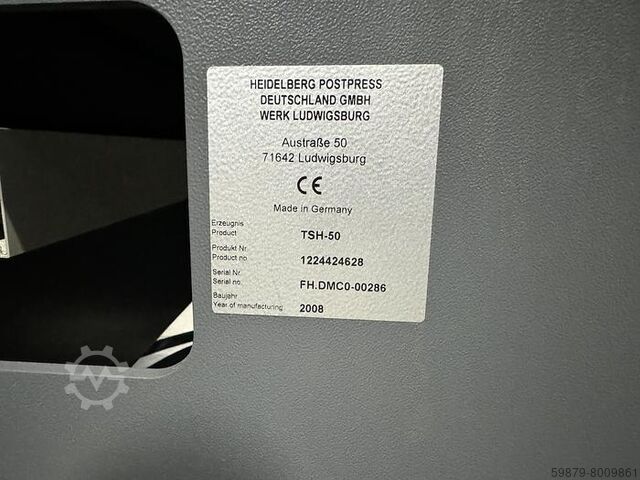 HEIDELBERG POSTPRESS
DEUTSCHLAND GMBH
WERK LUDWIGSBURG
Austraße 50
71642 Ludwigsburg
CE
Made in Germany
Erzeugnis
Product TSH-50
Produkt Nr.
Product no 1224424628
Serial Nr.
Serial no. FH.DMC0-00286
Baujahr
Year of manufacturing 2008
59879-8009861